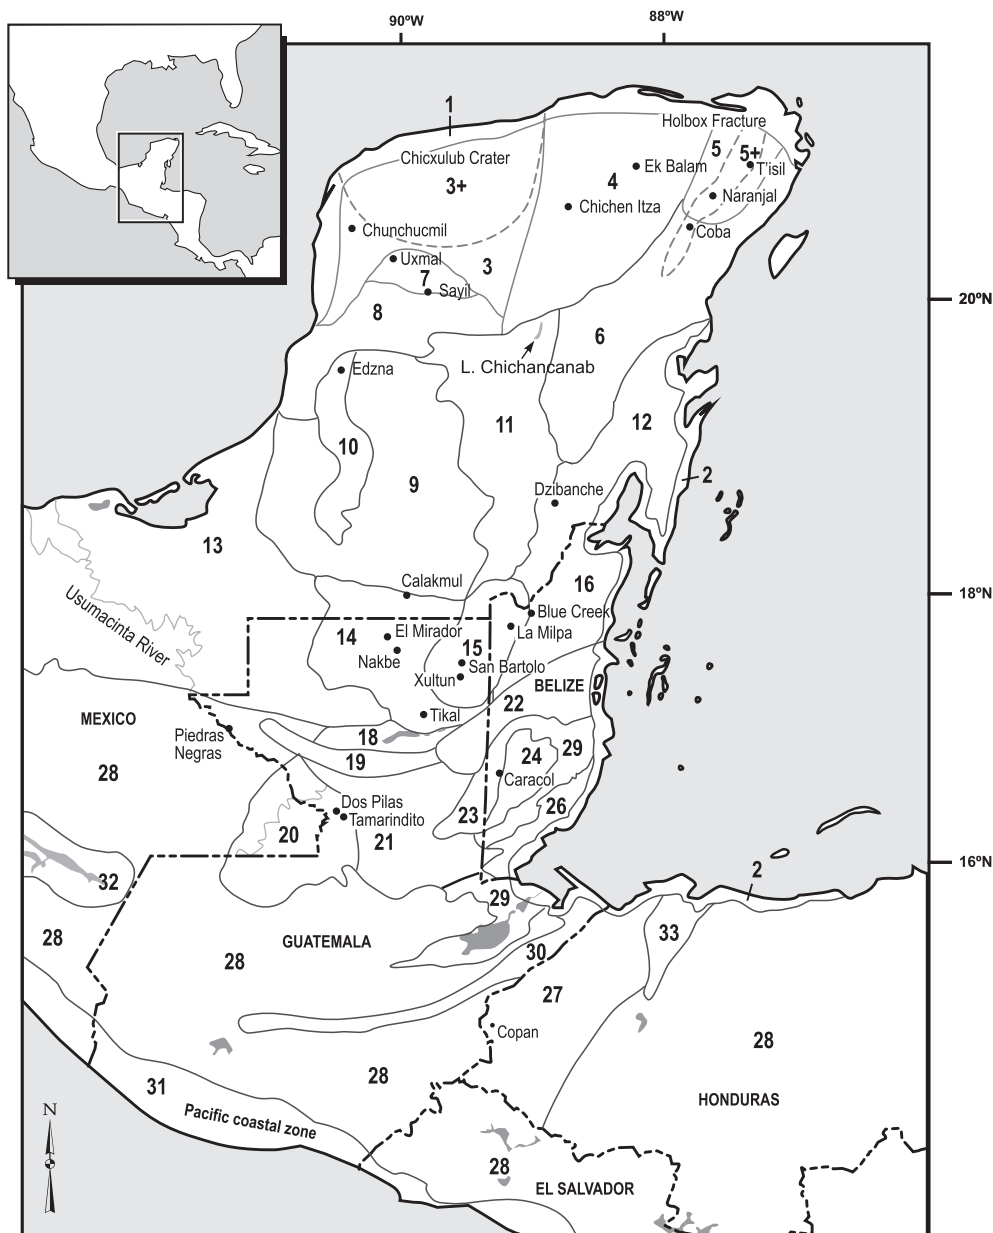 90ºW
88ºW
1
Holbox Fracture
Chicxulub Crater
5
5+
3+
4
Ek Balam
T'isil
Naranjal
Chichen Itza
Chunchucmil
Coba
Uxmal
3
7
Sayil
20ºN
8
6
L. Chichancanab
Edzna
12
11
10
9
2
Dzibanche
13
Calakmul
16
18ºN
Usumacinta River
Blue Creek
El Mirador
La Milpa
14
15
Nakbe
San Bartolo
Xultun
BELIZE
22
Tikal
MEXICO
Piedras
Negras
18
29
24
19
28
Caracol
Dos Pilas
26
Tamarindito
23
20
21
16ºN
2
32
29
33
28
GUATEMALA
30
28
27
Copan
28
28
31
HONDURAS
N
Pacific coastal zone
28
EL SALVADOR